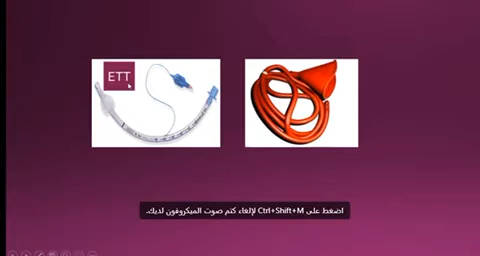 ETT
اضغط على Ctrl+Shift+M لإلغاء كتم صوت الميكروفون لديك.